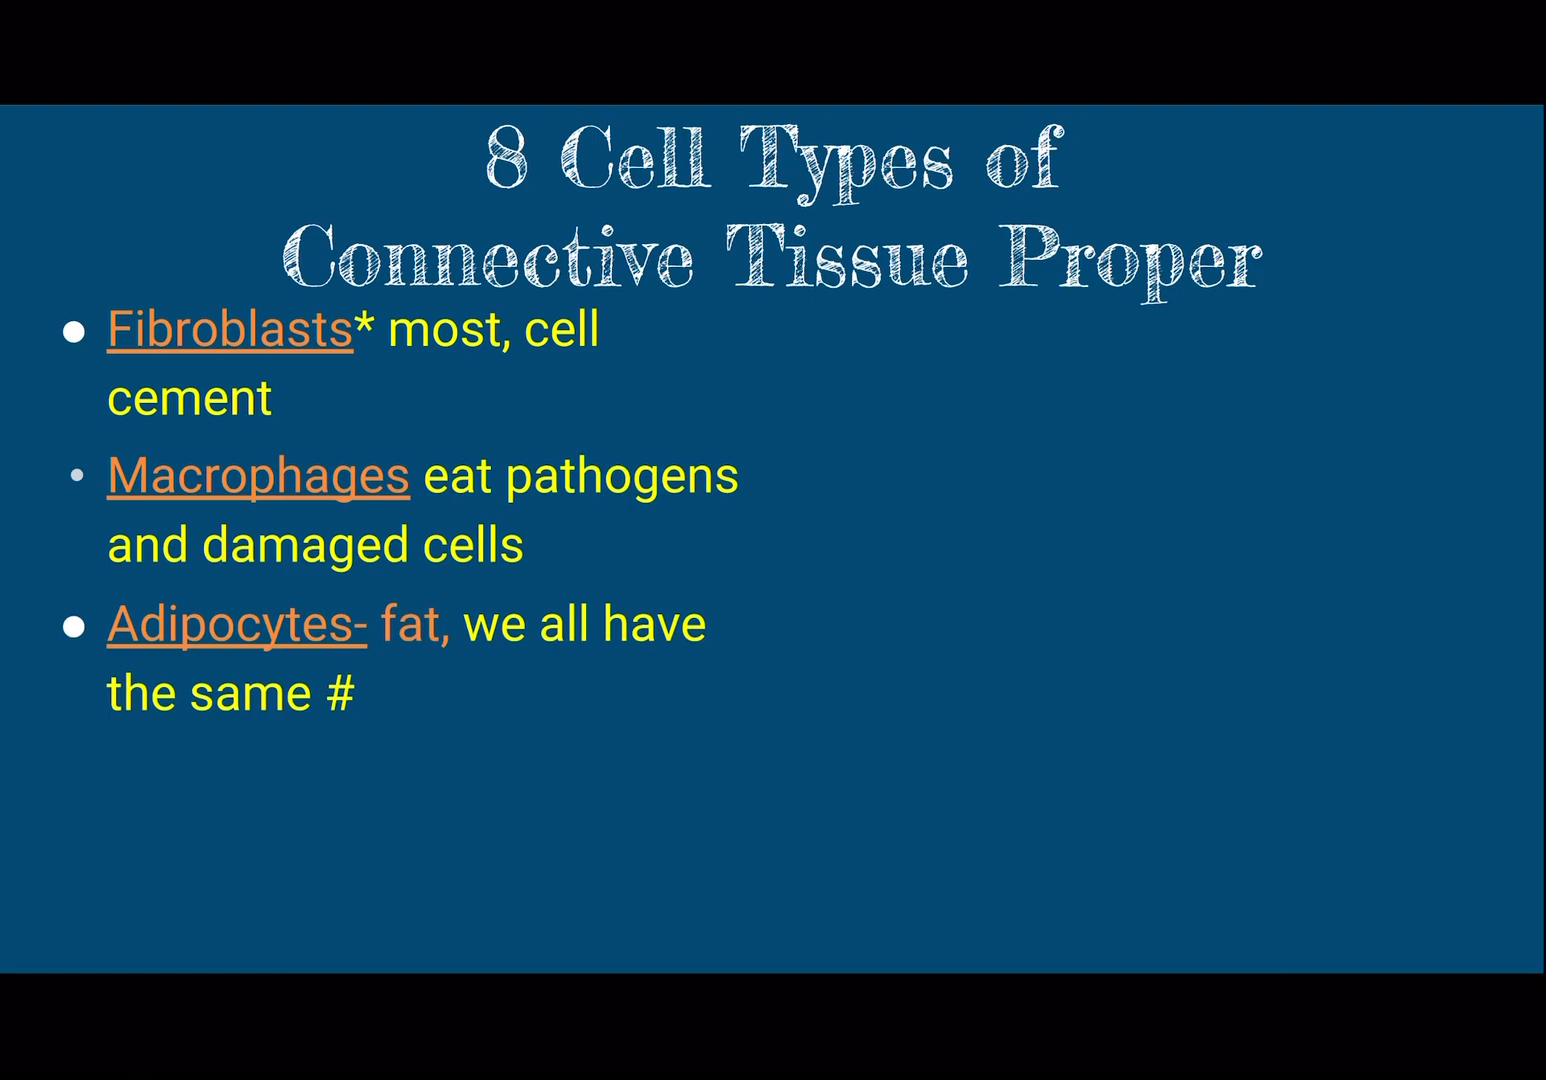 8 Cell Types of
Connective Tissue Proper
● Fibroblasts* most, cell
cement
• Macrophages eat pathogens
and damaged cells
● Adipocytes- fat, we all have
the same #